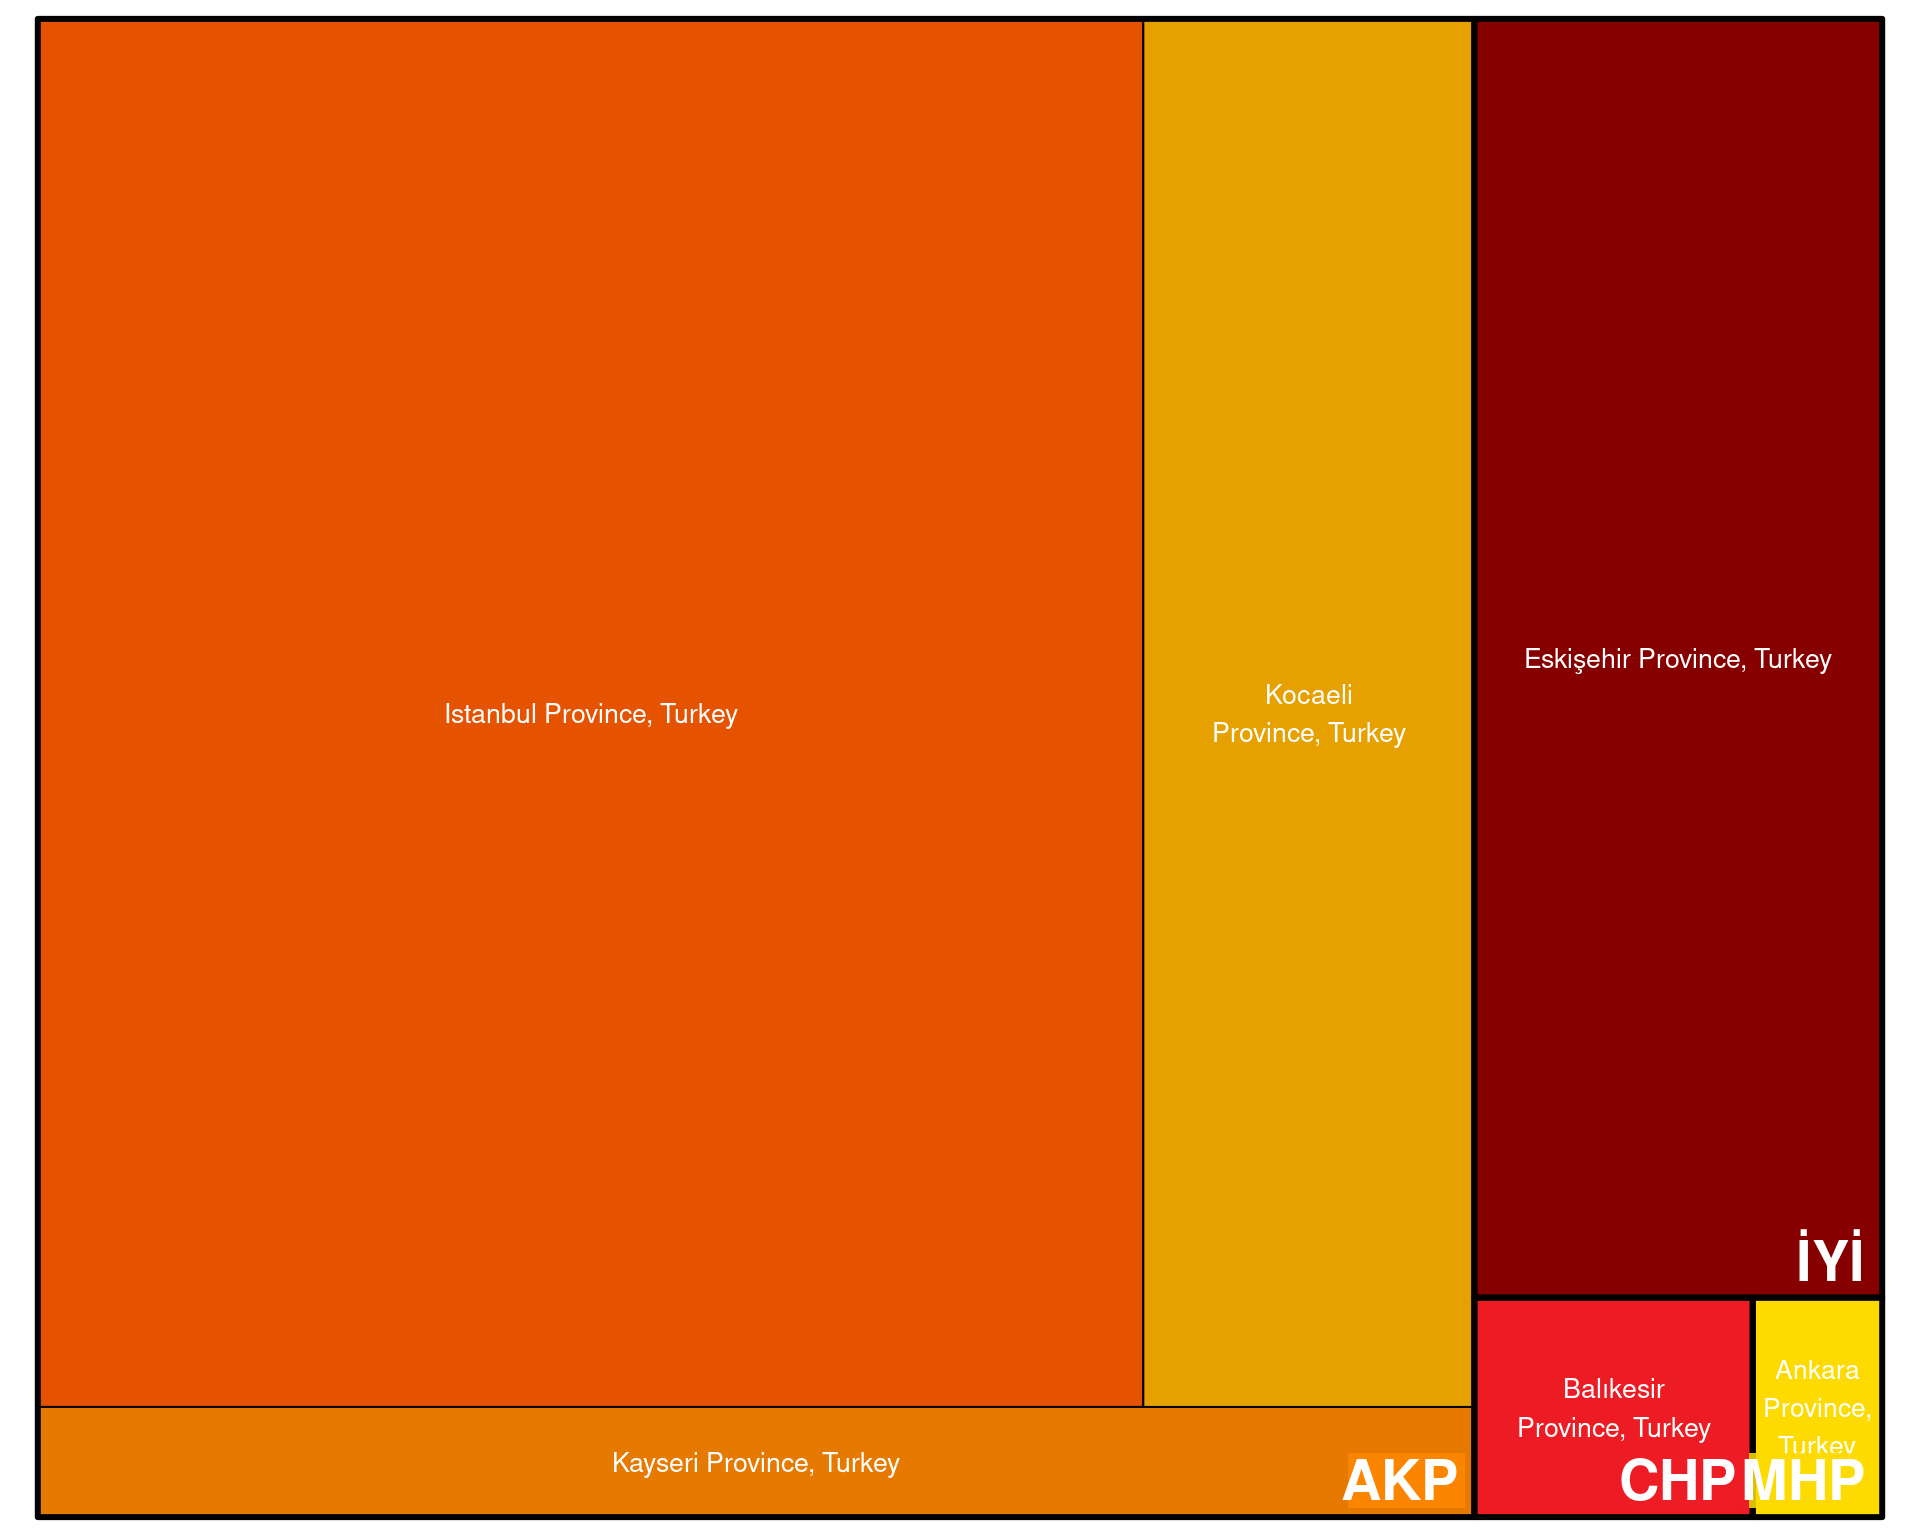 Istanbul Province, Turkey
Kocaeli
Province, Turkey
Kayseri Province, Turkey
AKP
Eskişehir Province, Turkey
İYİ
Balıkesir
Province, Turkey
CHP
Ankara
Province,
Turkey
MHP